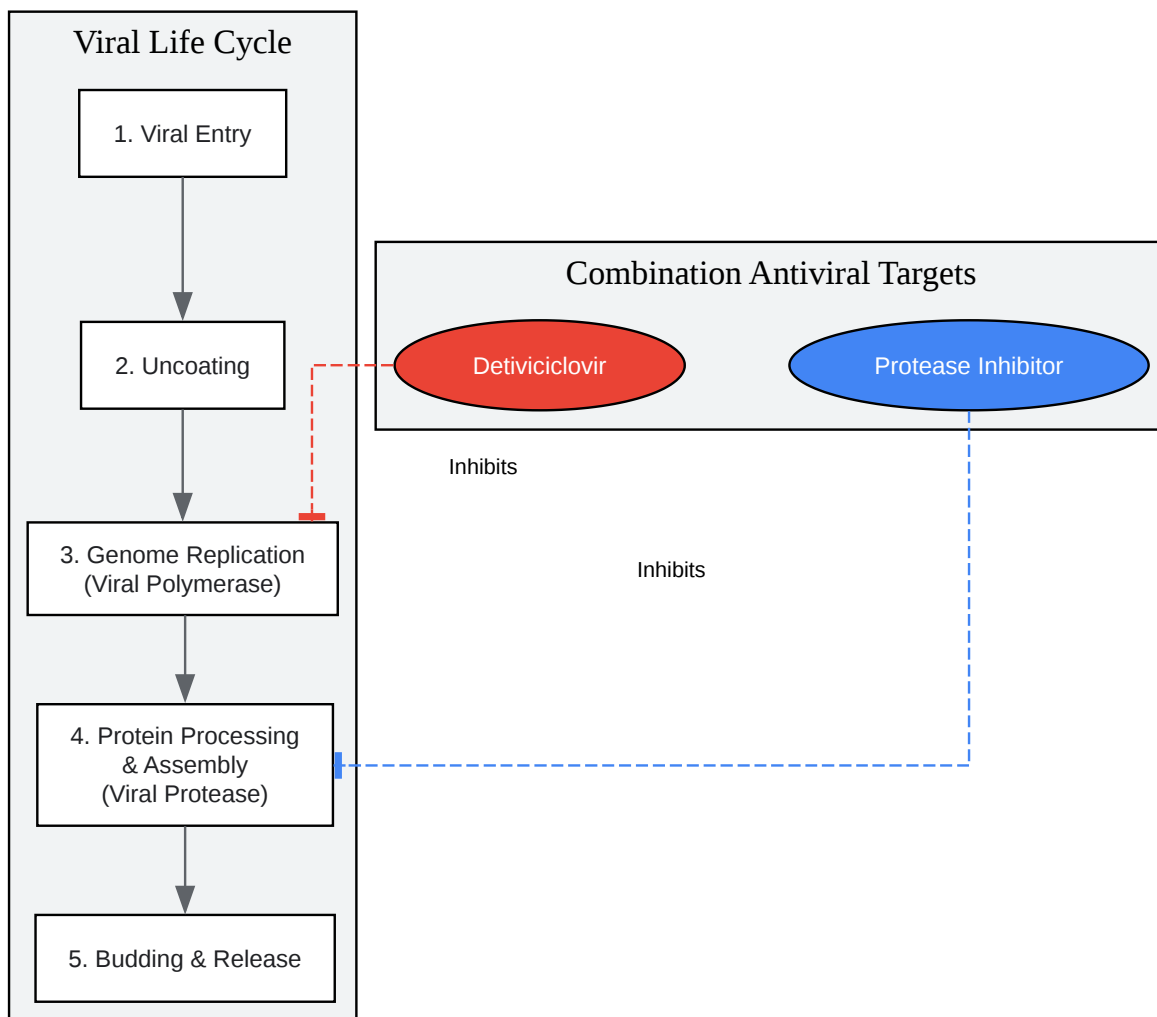 Viral Life Cycle
1. Viral Entry
2. Uncoating
3. Genome Replication
(Viral Polymerase)
4. Protein Processing
& Assembly
(Viral Protease)
5. Budding & Release
Combination Antiviral Targets
Detiviciclovir
Protease Inhibitor
Inhibits
Inhibits